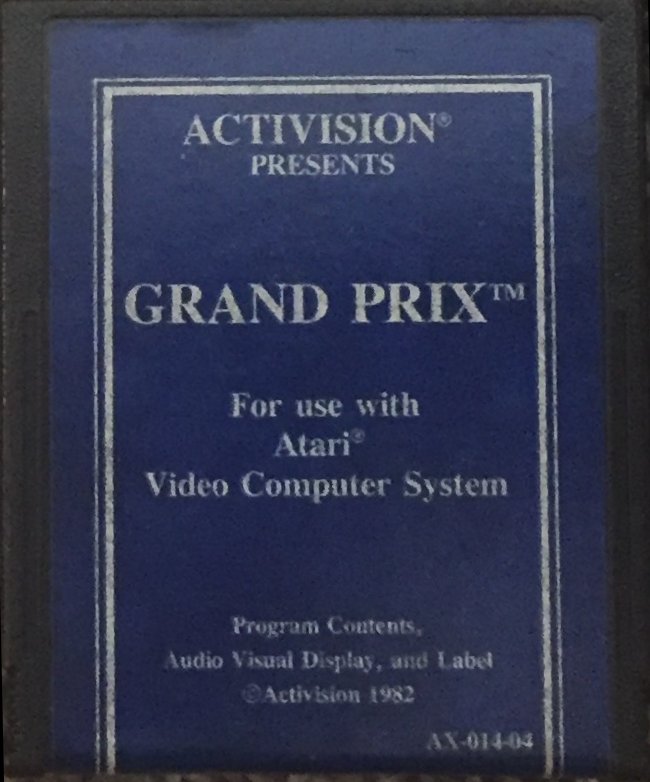 ACTIVISION®
PRESENTS
GRAND PRIX™
For use with
Atari®
Video Computer System
Program Contents,
Audio Visual Display, and Label
©Activision 1982
AX-014-04